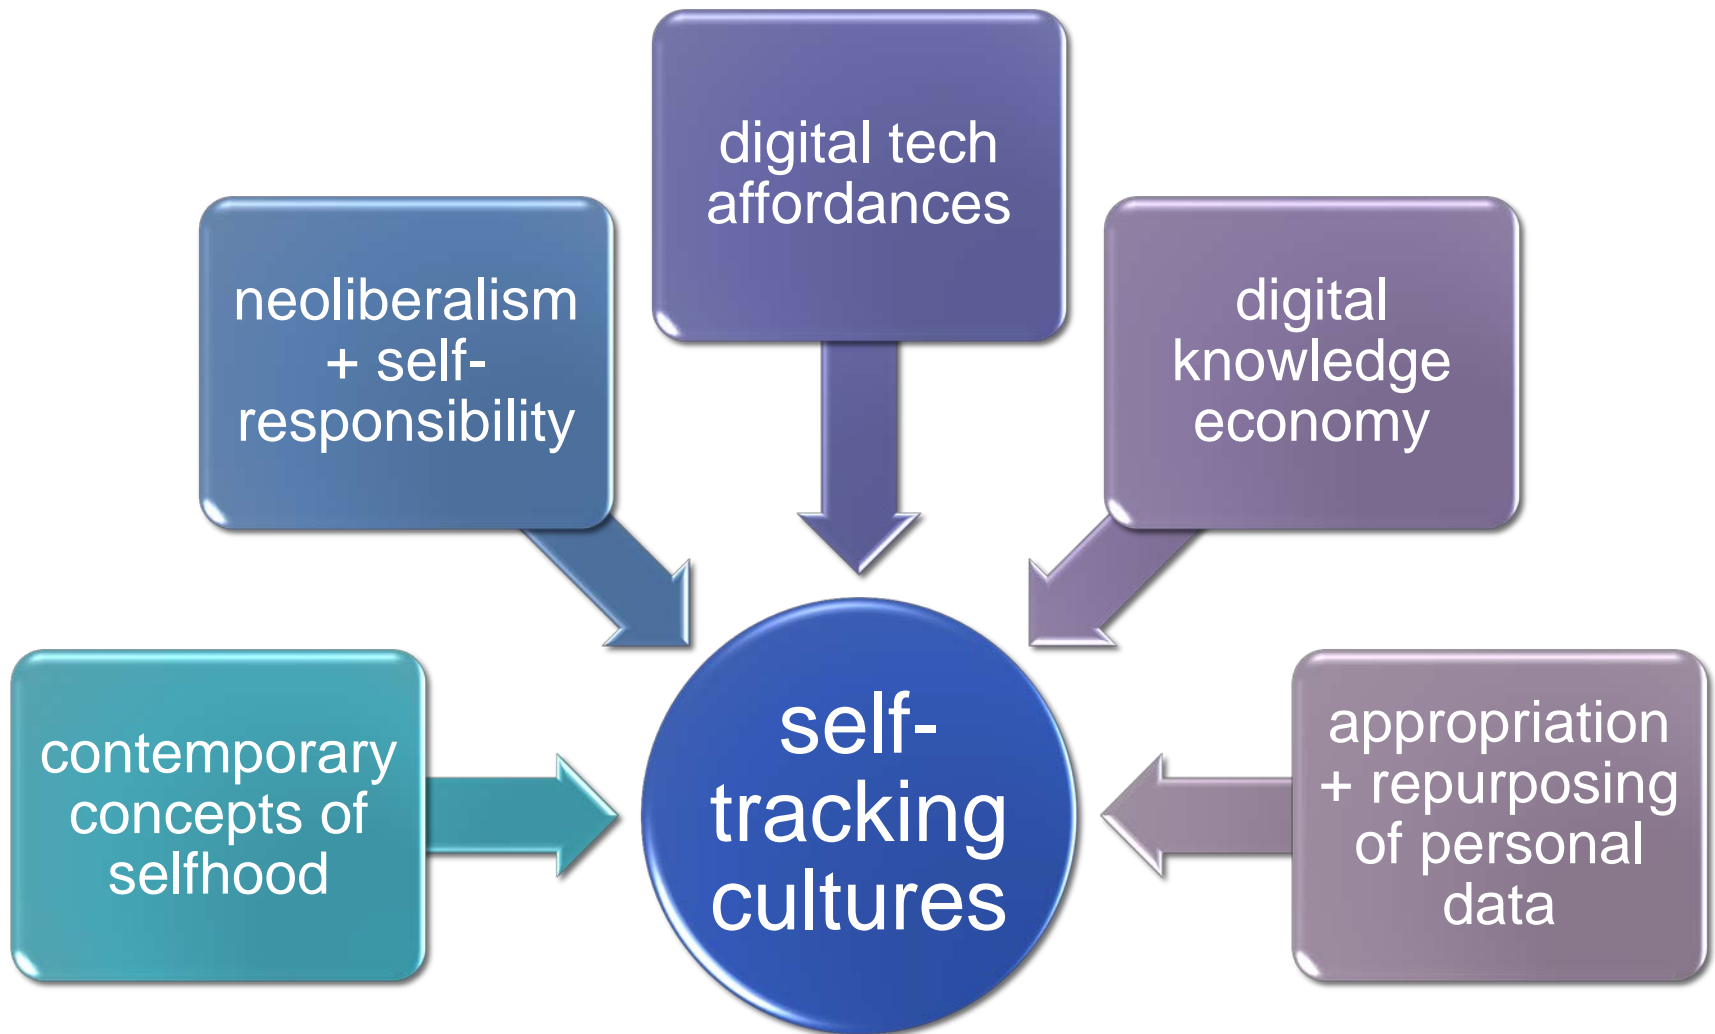 digital tech
affordances
neoliberalism
+ self-
responsibility
digital
knowledge
economy
contemporary
concepts of
selfhood
self-
tracking
cultures
appropriation
+ repurposing
of personal
data